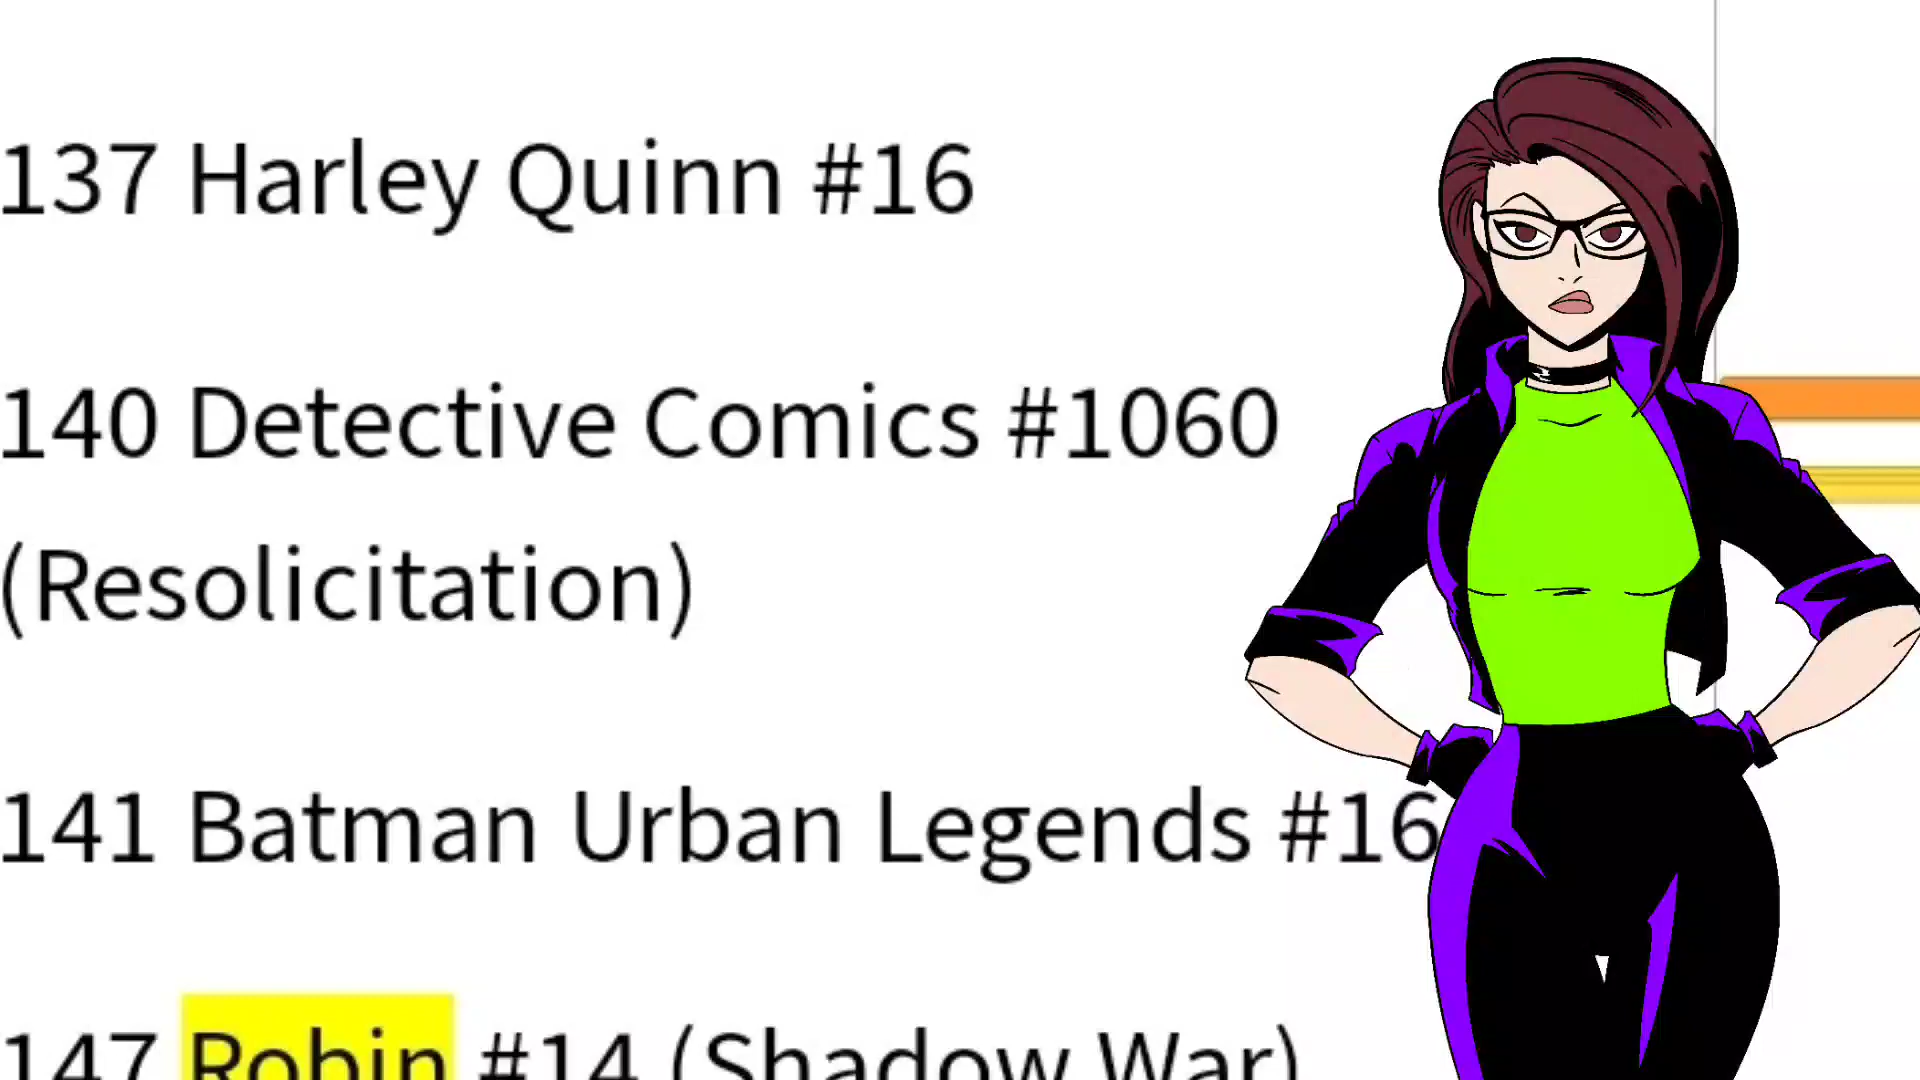 137 Harley Quinn #16
140 Detective Comics #1060
(Resolicitation)
141 Batman Urban Legends #16
147 Robin #14 (Shadow War)